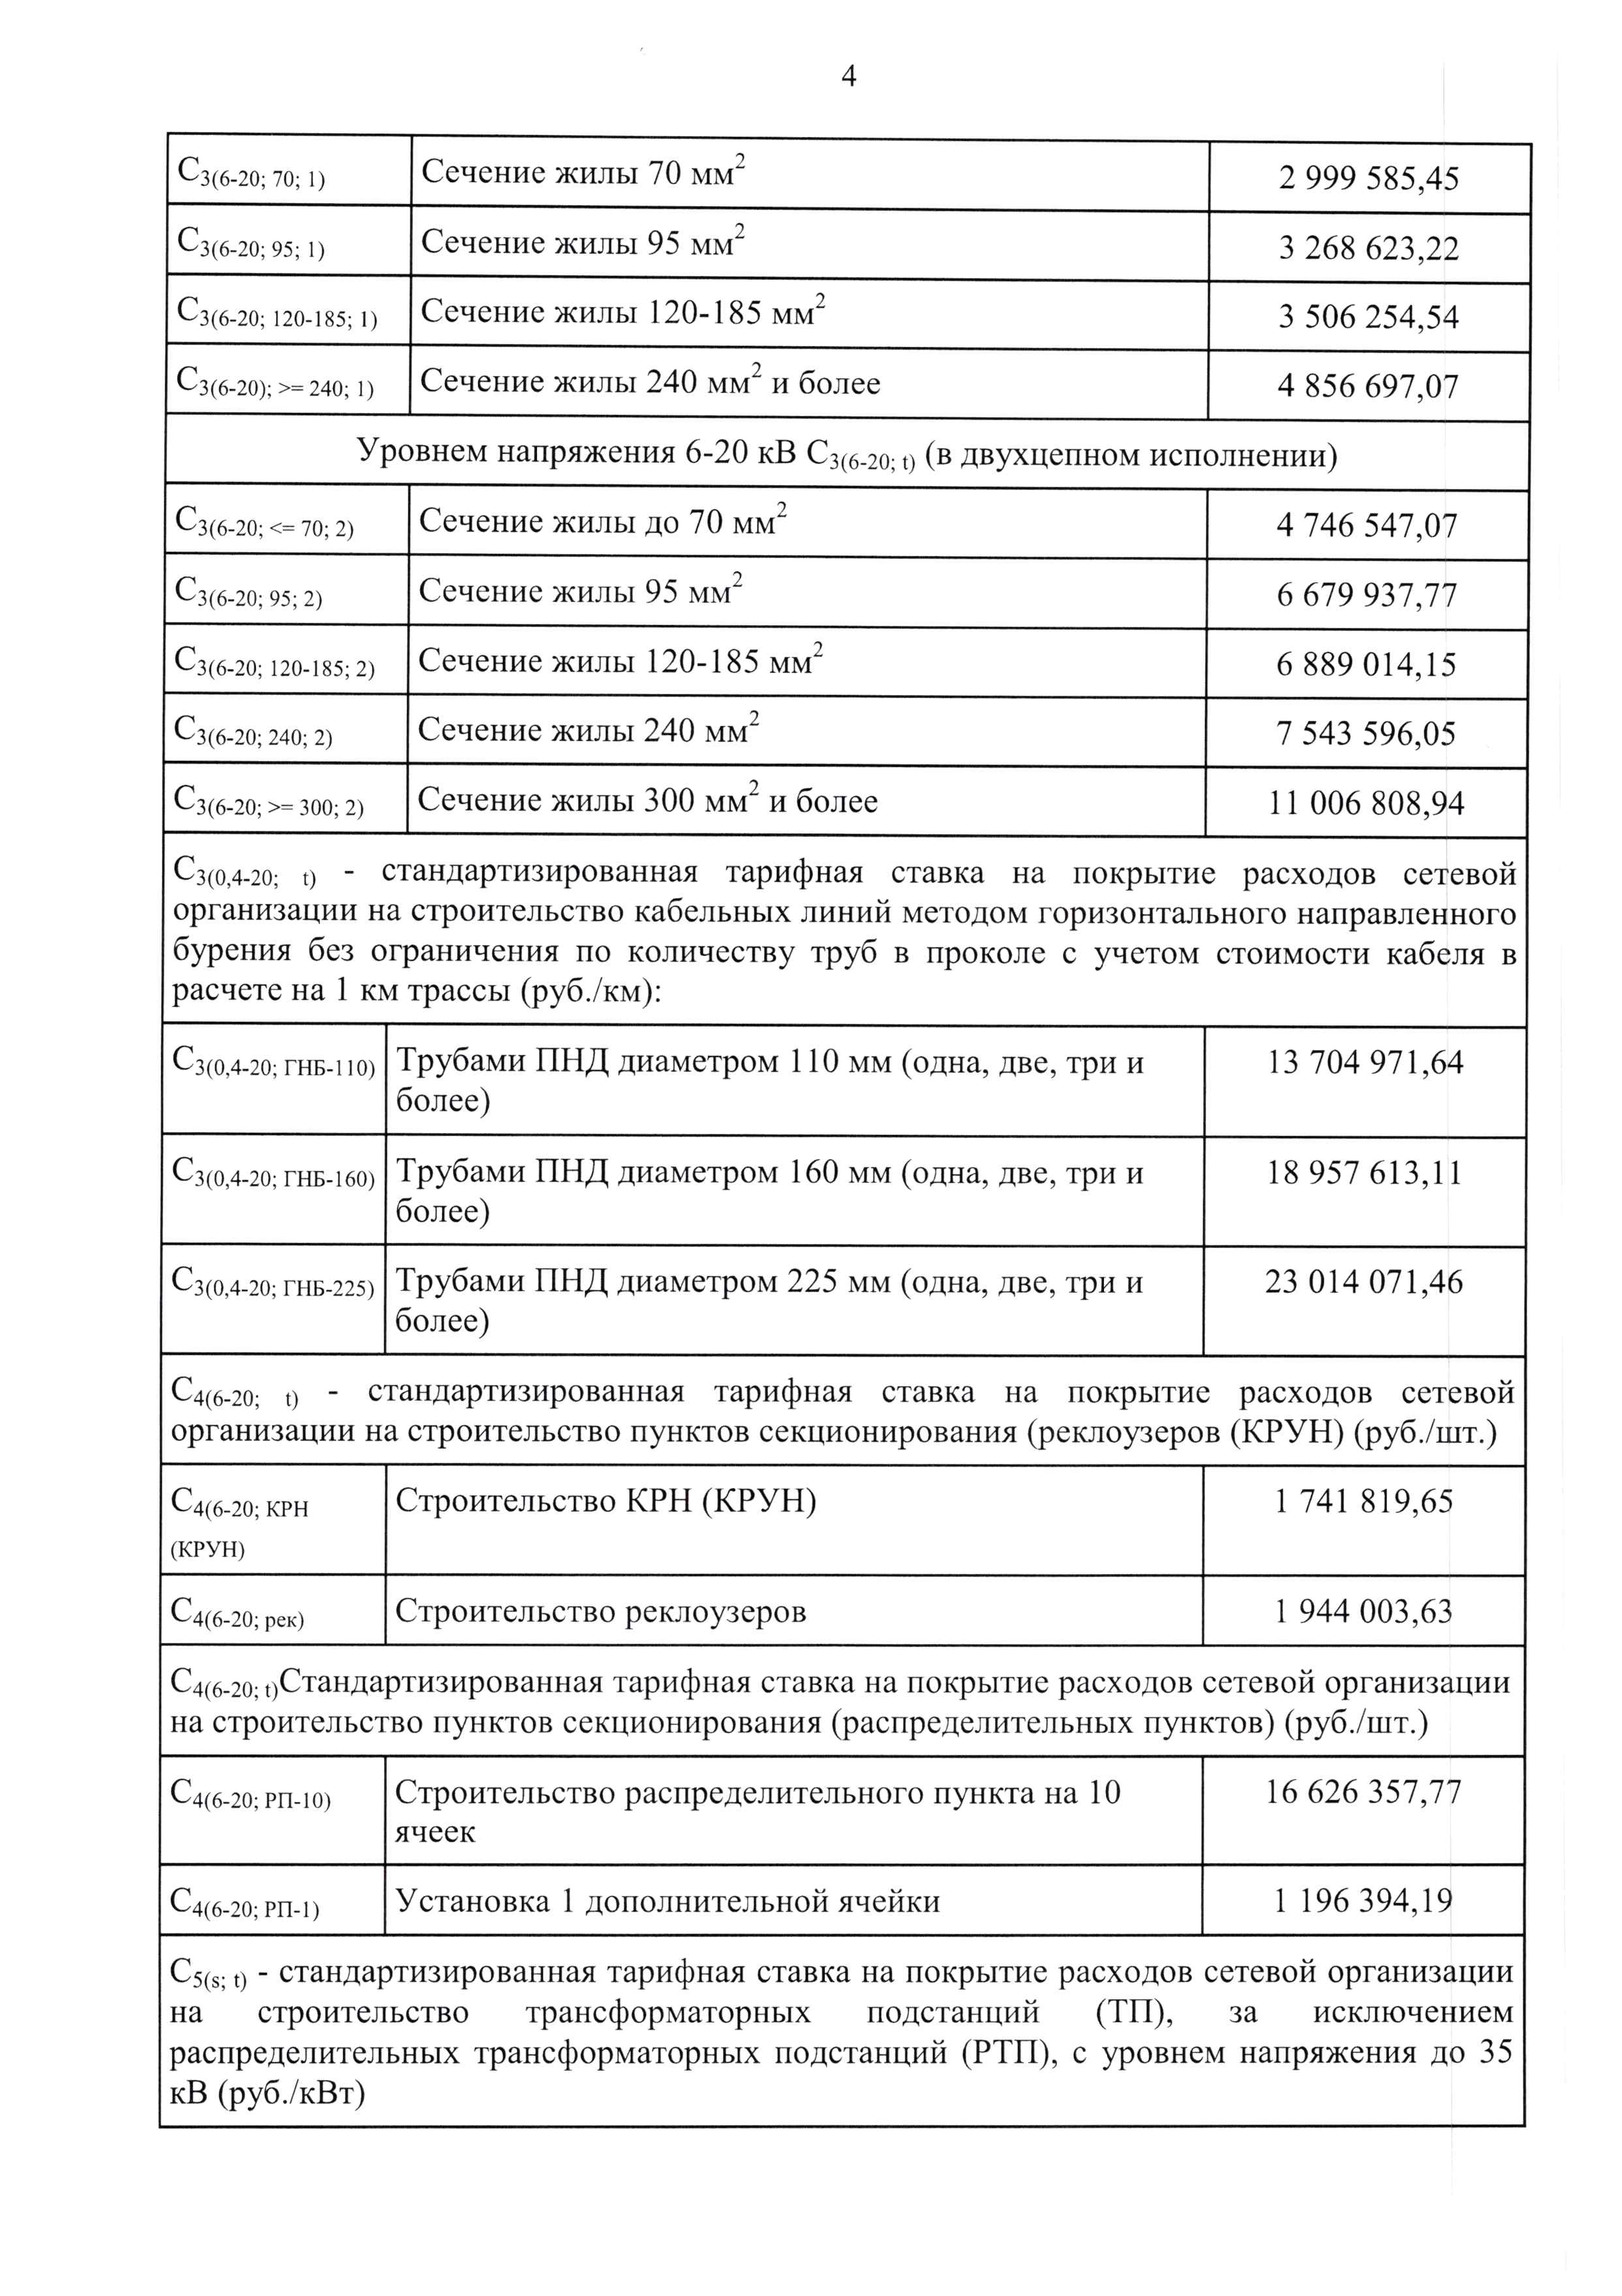 4
С3(6-20; 70; 1) Сечение жилы 70 мм² 2 999 585,45
С3(6-20; 95; 1) Сечение жилы 95 мм² 3 268 623,22
С3(6-20; 120-185; 1) Сечение жилы 120-185 мм² 3 506 254,54
С3(6-20); >= 240; 1) Сечение жилы 240 мм² и более 4 856 697,07
Уровнем напряжения 6-20 кВ С3(6-20; t) (в двухцепном исполнении)
С3(6-20; <= 70; 2) Сечение жилы до 70 мм² 4 746 547,07
С3(6-20; 95; 2) Сечение жилы 95 мм² 6 679 937,77
С3(6-20; 120-185; 2) Сечение жилы 120-185 мм² 6 889 014,15
С3(6-20; 240; 2) Сечение жилы 240 мм² 7 543 596,05
С3(6-20; >= 300; 2) Сечение жилы 300 мм² и более 11 006 808,94
С3(0,4-20; t) - стандартизированная тарифная ставка на покрытие расходов сетевой
организации на строительство кабельных линий методом горизонтального направленного
бурения без ограничения по количеству труб в проколе с учетом стоимости кабеля в
расчете на 1 км трассы (руб./км):
С3(0,4-20; ГНБ-110) Трубами ПНД диаметром 110 мм (одна, две, три и 13 704 971,64
более)
С3(0,4-20; ГНБ-160) Трубами ПНД диаметром 160 мм (одна, две, три и 18 957 613,11
более)
С3(0,4-20; ГНБ-225) Трубами ПНД диаметром 225 мм (одна, две, три и 23 014 071,46
более)
С4(6-20; t) - стандартизированная тарифная ставка на покрытие расходов сетевой
организации на строительство пунктов секционирования (реклоузеров (КРУН) (руб./шт.)
С4(6-20; КРН Строительство КРН (КРУН) 1 741 819,65
(КРУН)
С4(6-20; рек) Строительство реклоузеров 1 944 003,63
С4(6-20; t)Стандартизированная тарифная ставка на покрытие расходов сетевой организации
на строительство пунктов секционирования (распределительных пунктов) (руб./шт.)
С4(6-20; РП-10) Строительство распределительного пункта на 10 16 626 357,77
ячеек
С4(6-20; РП-1) Установка 1 дополнительной ячейки 1 196 394,19
С5(s; t) - стандартизированная тарифная ставка на покрытие расходов сетевой организации
на строительство трансформаторных подстанций (ТП), за исключением
распределительных трансформаторных подстанций (РТП), с уровнем напряжения до 35
кВ (руб./кВт)